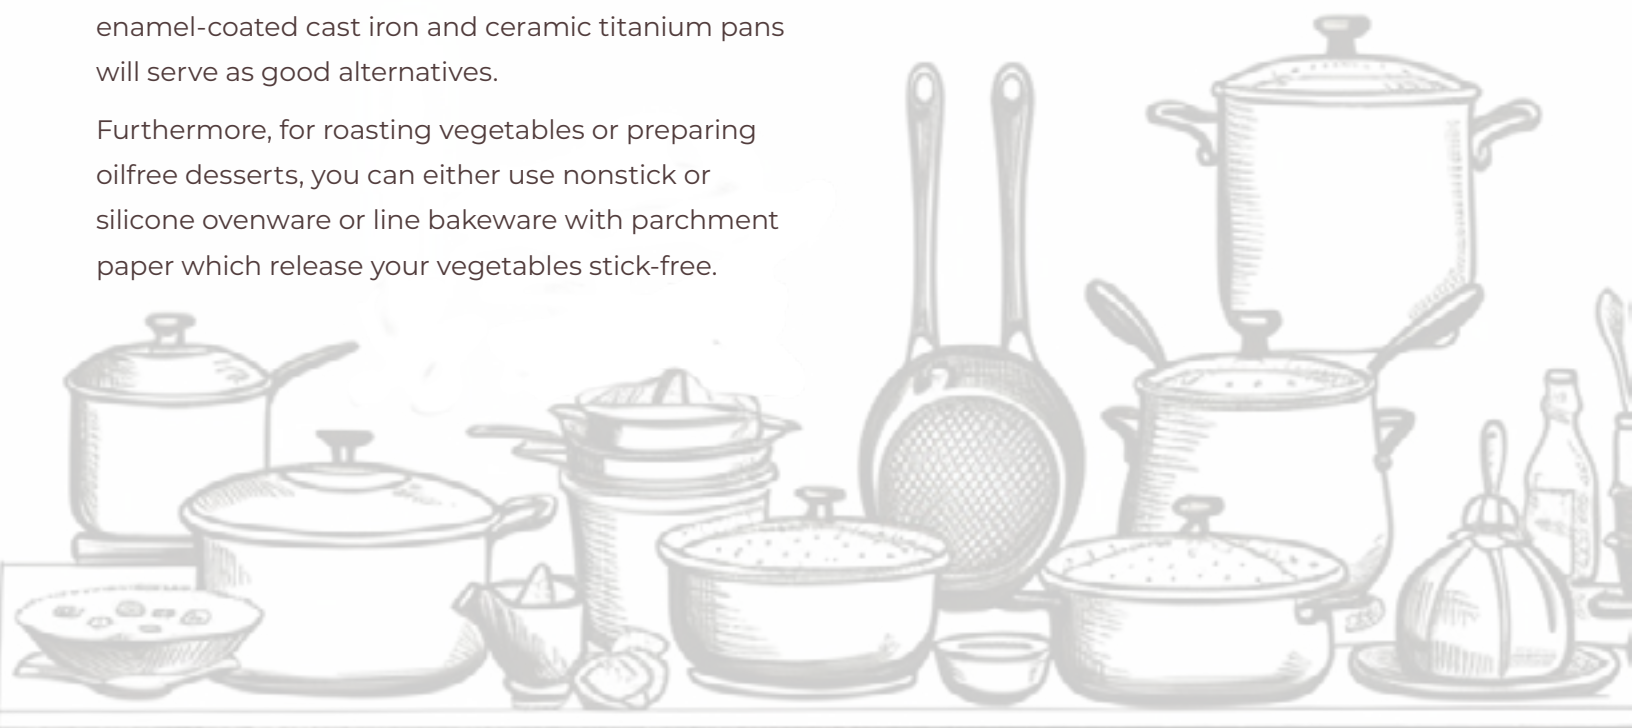 enamel-coated cast iron and ceramic titanium pans
will serve as good alternatives.
Furthermore, for roasting vegetables or preparing
oilfree desserts, you can either use nonstick or
silicone ovenware or line bakeware with parchment
paper which release your vegetables stick-free.